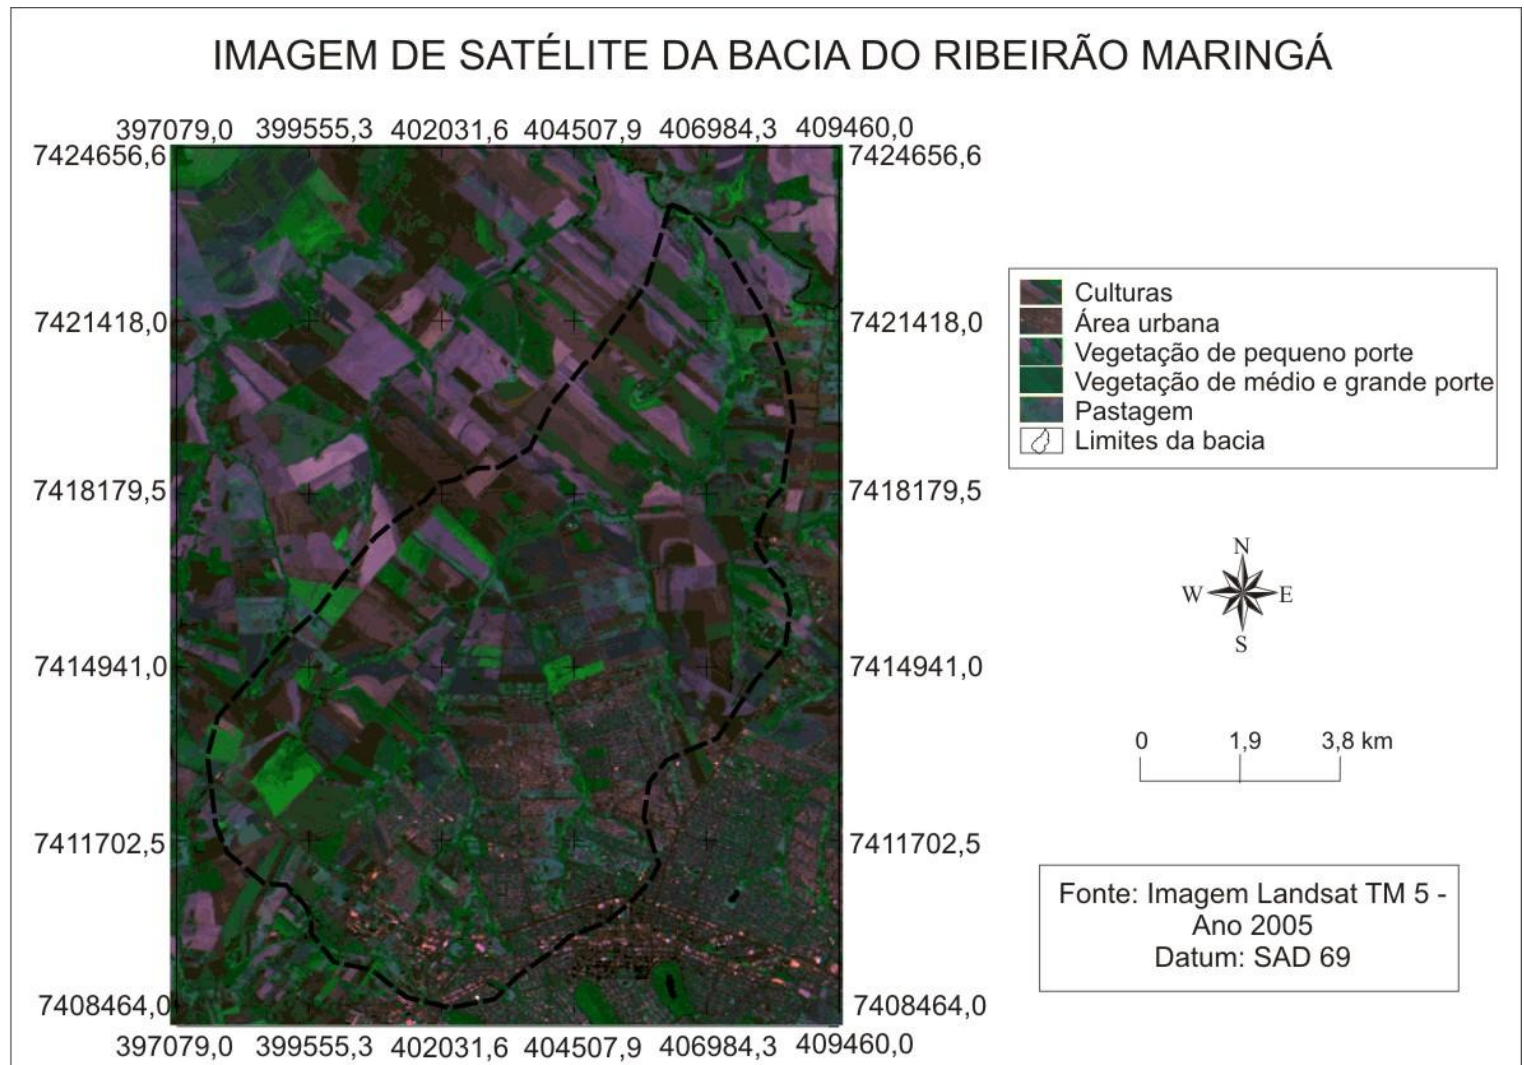 IMAGEM DE SATÉLITE DA BACIA DO RIBEIRÃO MARINGÁ
397079,0 399555,3 402031,6 404507,9 406984,3 409460,0
7424656,6 7424656,6
7421418,0 7421418,0
7418179,5 7418179,5
7414941,0 7414941,0
7411702,5 7411702,5
7408464,0 7408464,0
397079,0 399555,3 402031,6 404507,9 406984,3 409460,0
Culturas
Área urbana
Vegetação de pequeno porte
Vegetação de médio e grande porte
Pastagem
Limites da bacia
N
W E
S
0 1,9 3,8 km
Fonte: Imagem Landsat TM 5 -
Ano 2005
Datum: SAD 69